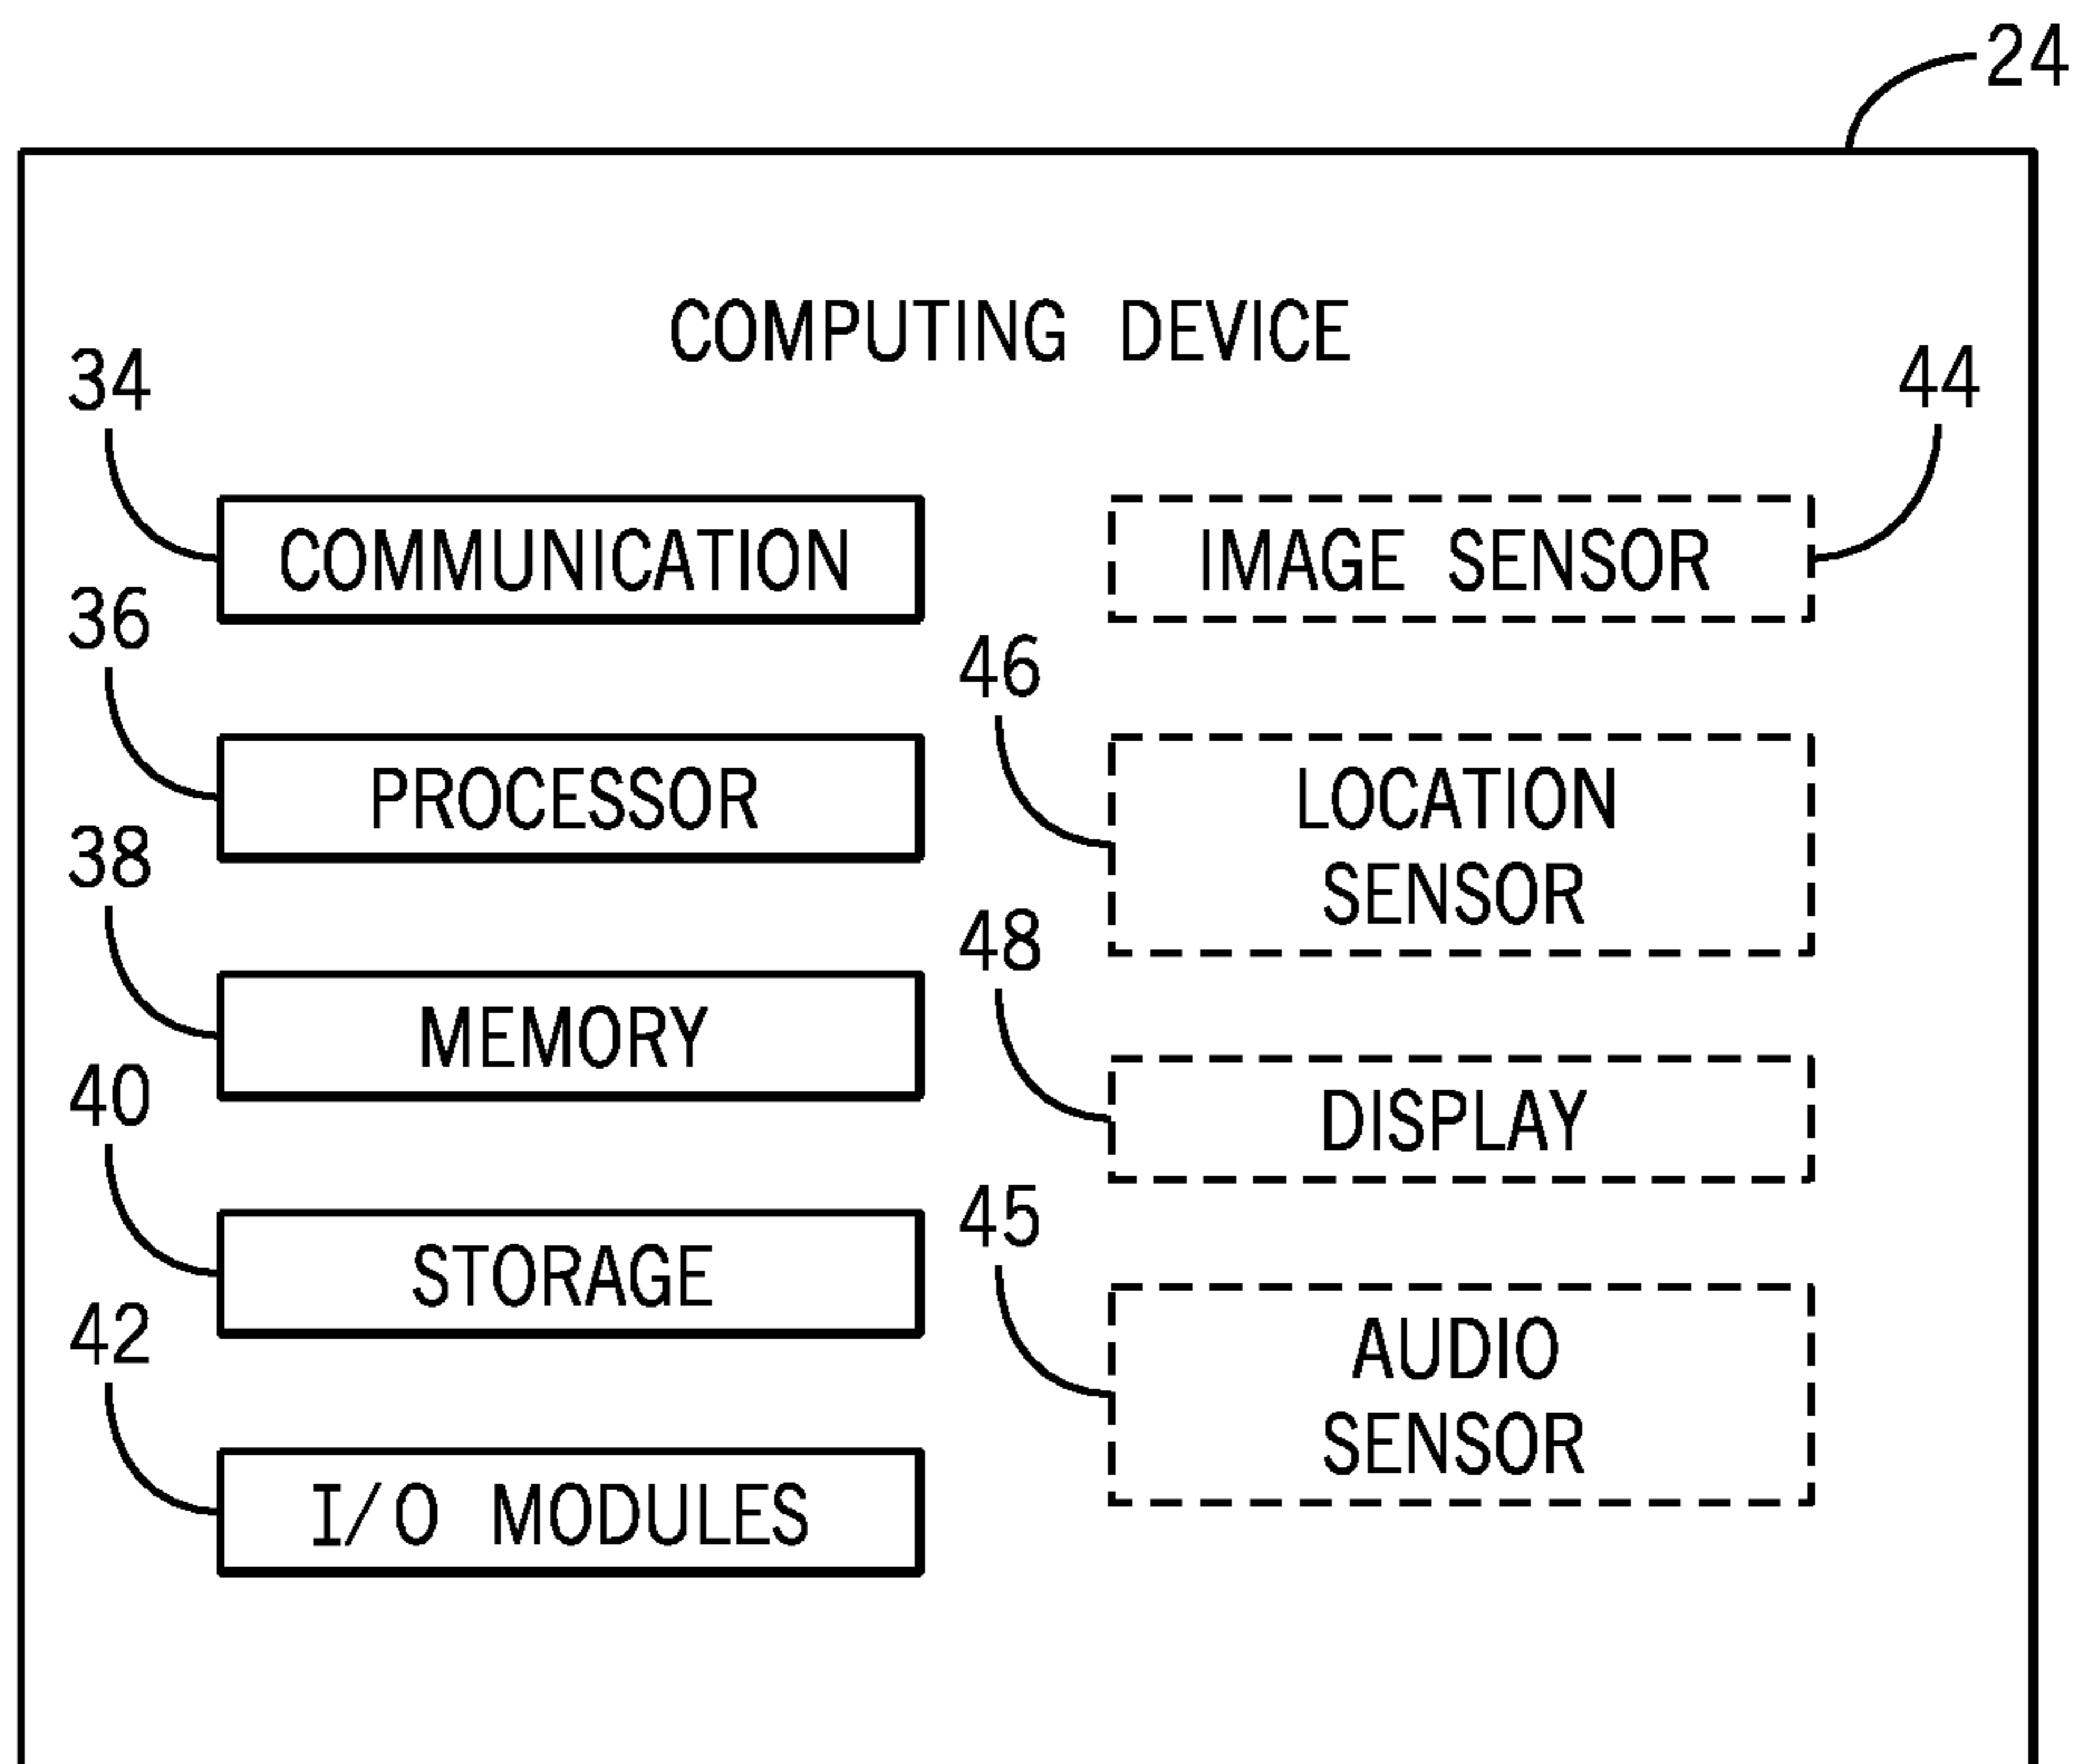 24
COMPUTING DEVICE
34
44
COMMUNICATION
IMAGE SENSOR
36
46
PROCESSOR
LOCATION
SENSOR
38
48
MEMORY
DISPLAY
40
45
STORAGE
AUDIO
SENSOR
42
I/O MODULES